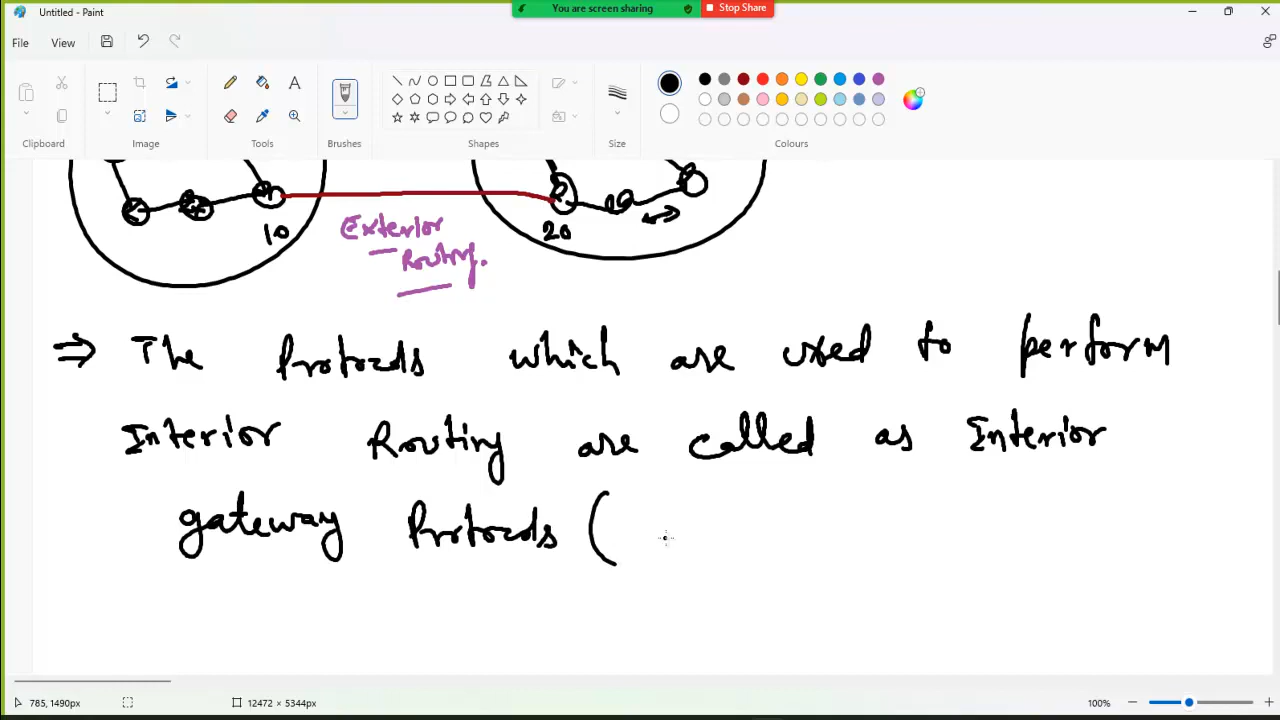 You are screen sharing
Stop Share
Untitled - Paint
File
View
Clipboard
Image
Tools
Brushes
Shapes
Size
Colours
10
Exterior
Routing.
20
⇒ The Protocols which are used to perform
Interior Routing are called as Interior
gateway Protocols (
785, 1490px
12472 × 5344px
100%